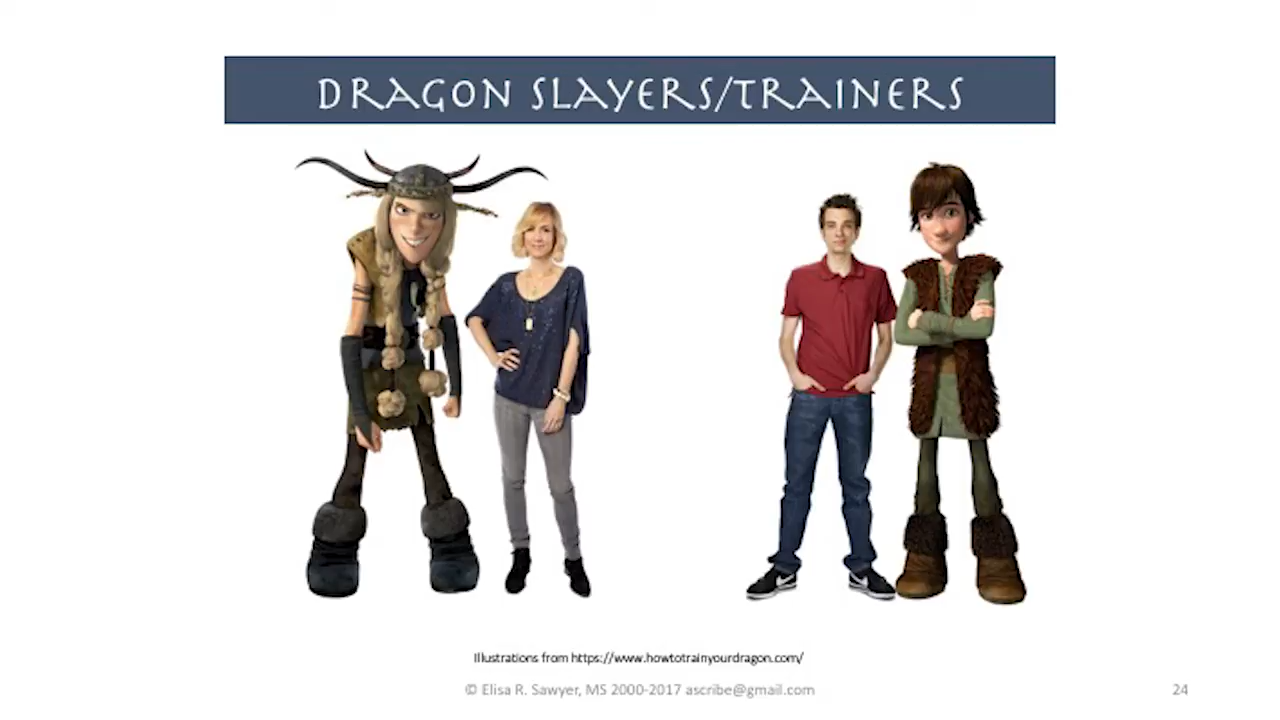 DRAGON SLAYERS/TRAINERS
Illustrations from https://www.howtotrainyourdragon.com/
© Elisa R. Sawyer, MS 2000-2017 ascribe@gmail.com
24